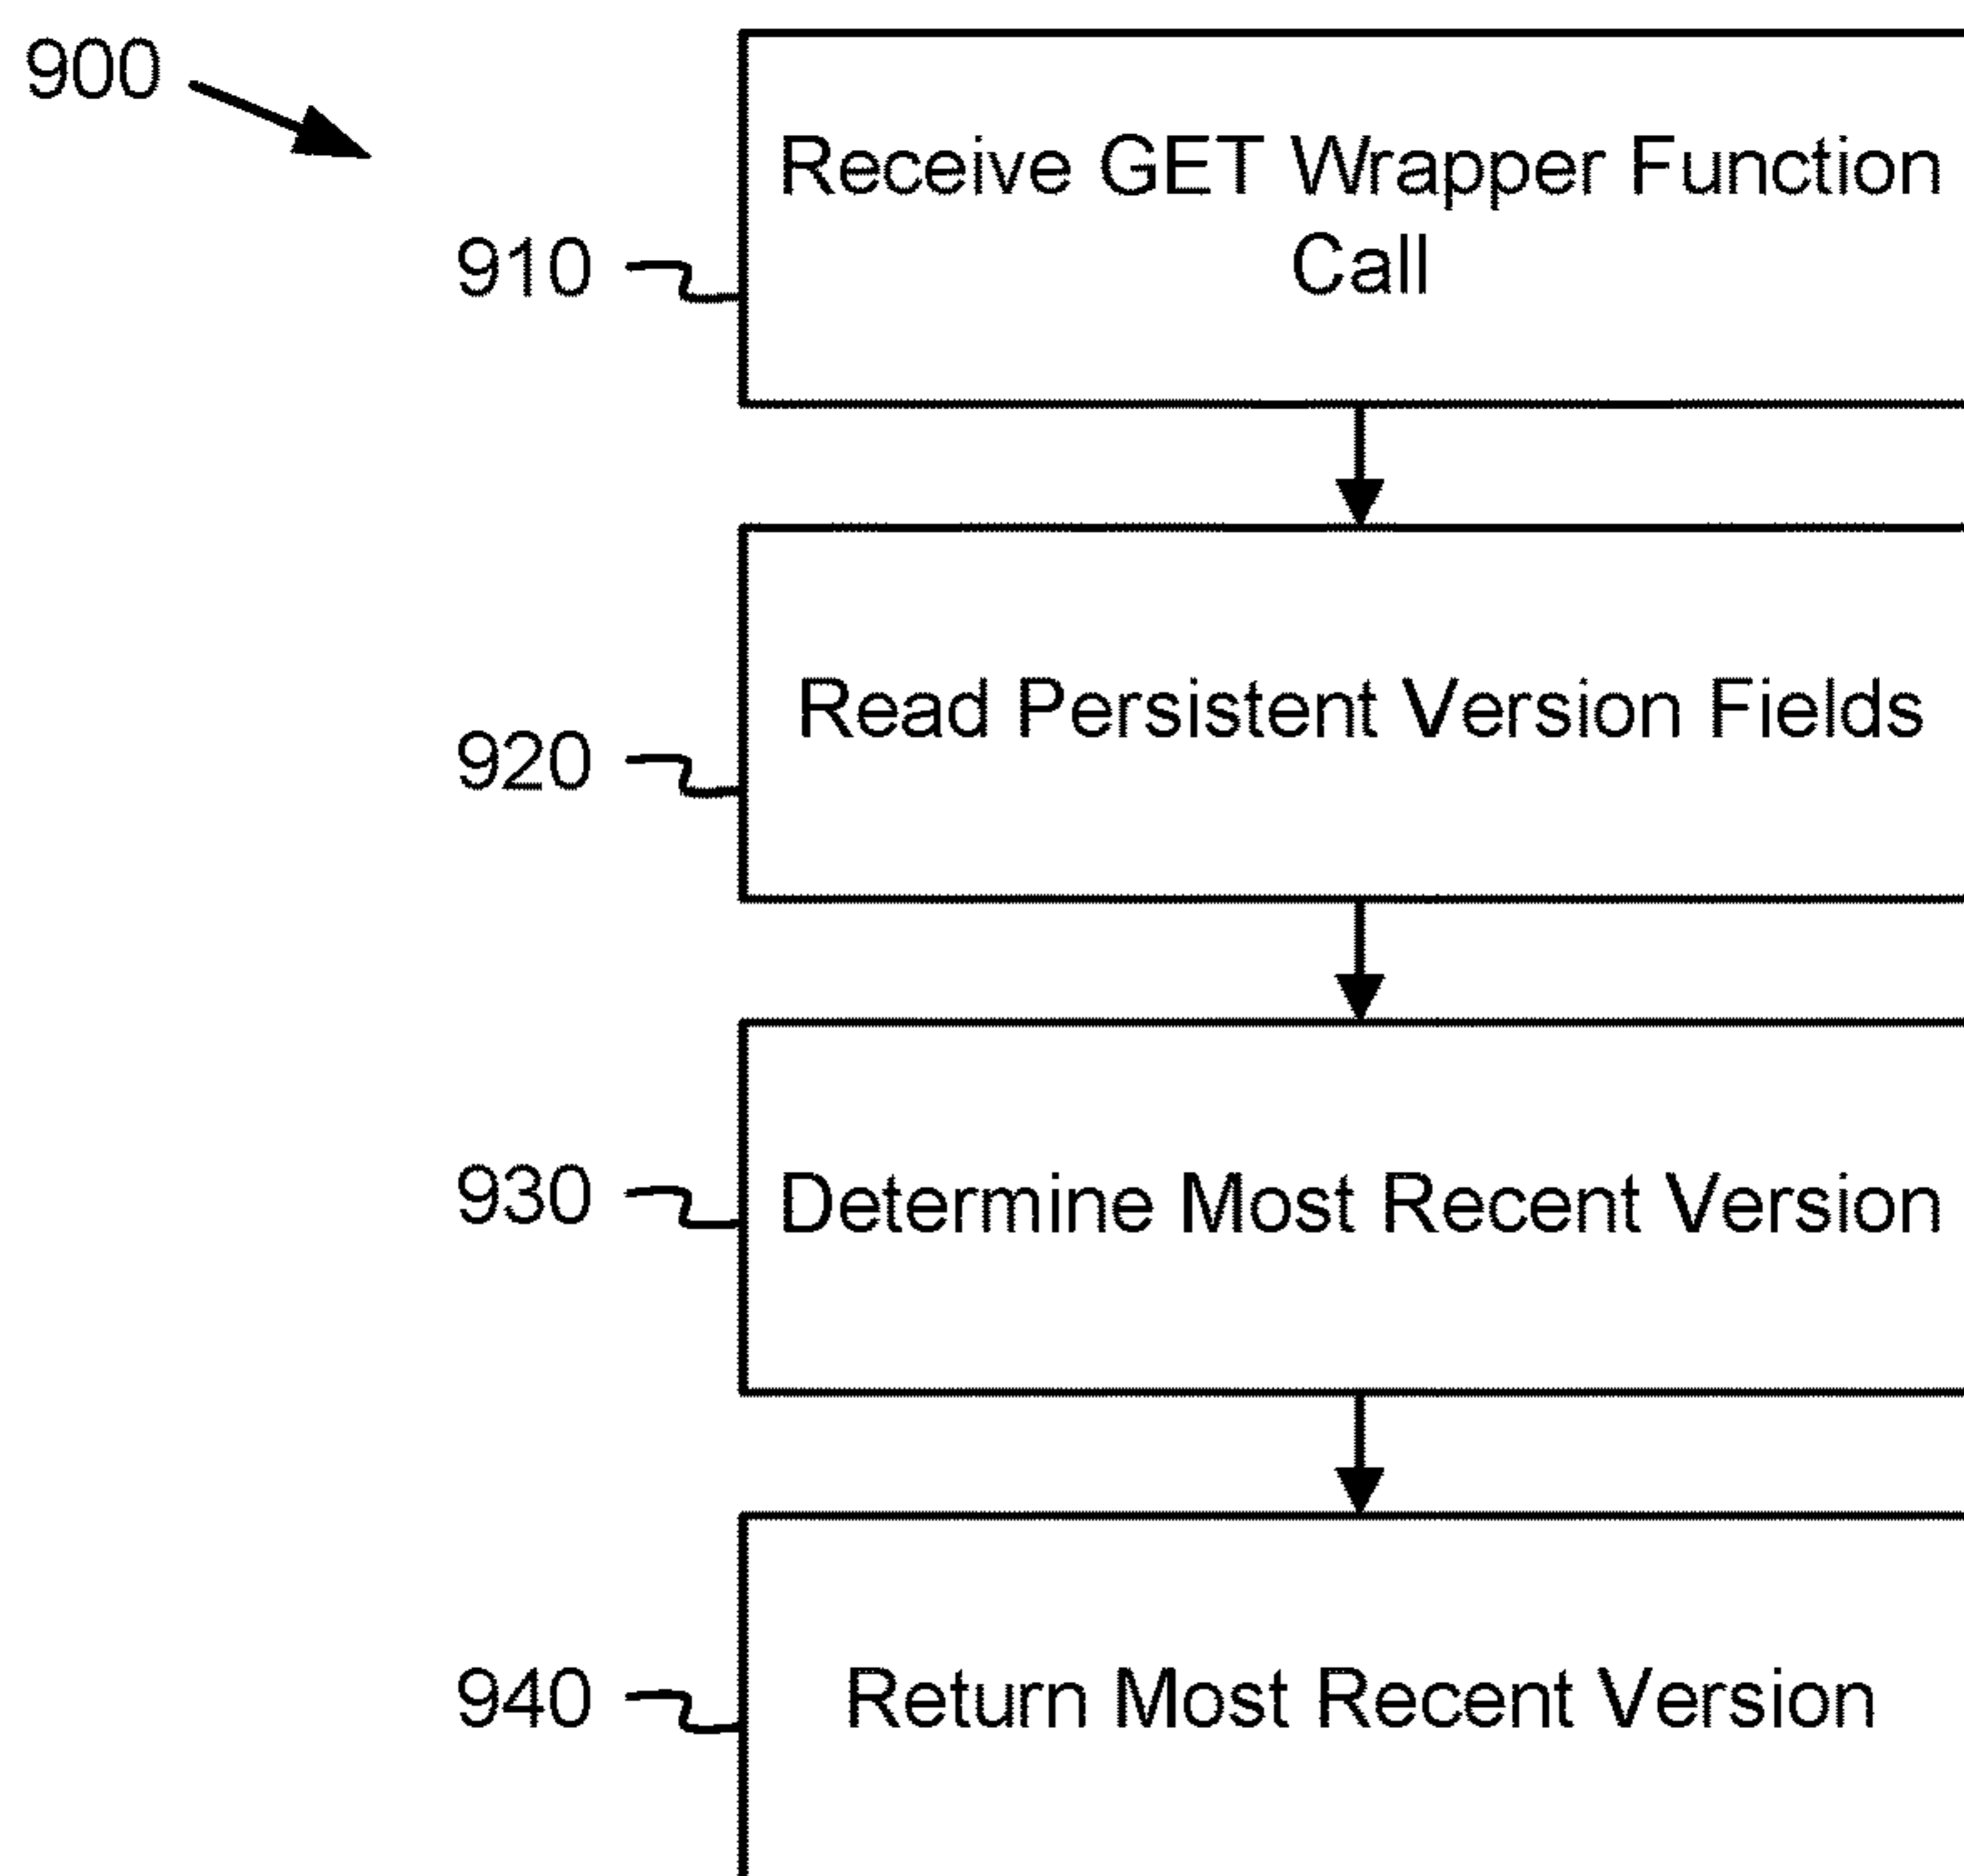 900
Receive GET Wrapper Function
Call
910
Read Persistent Version Fields
920
Determine Most Recent Version
930
Return Most Recent Version
940